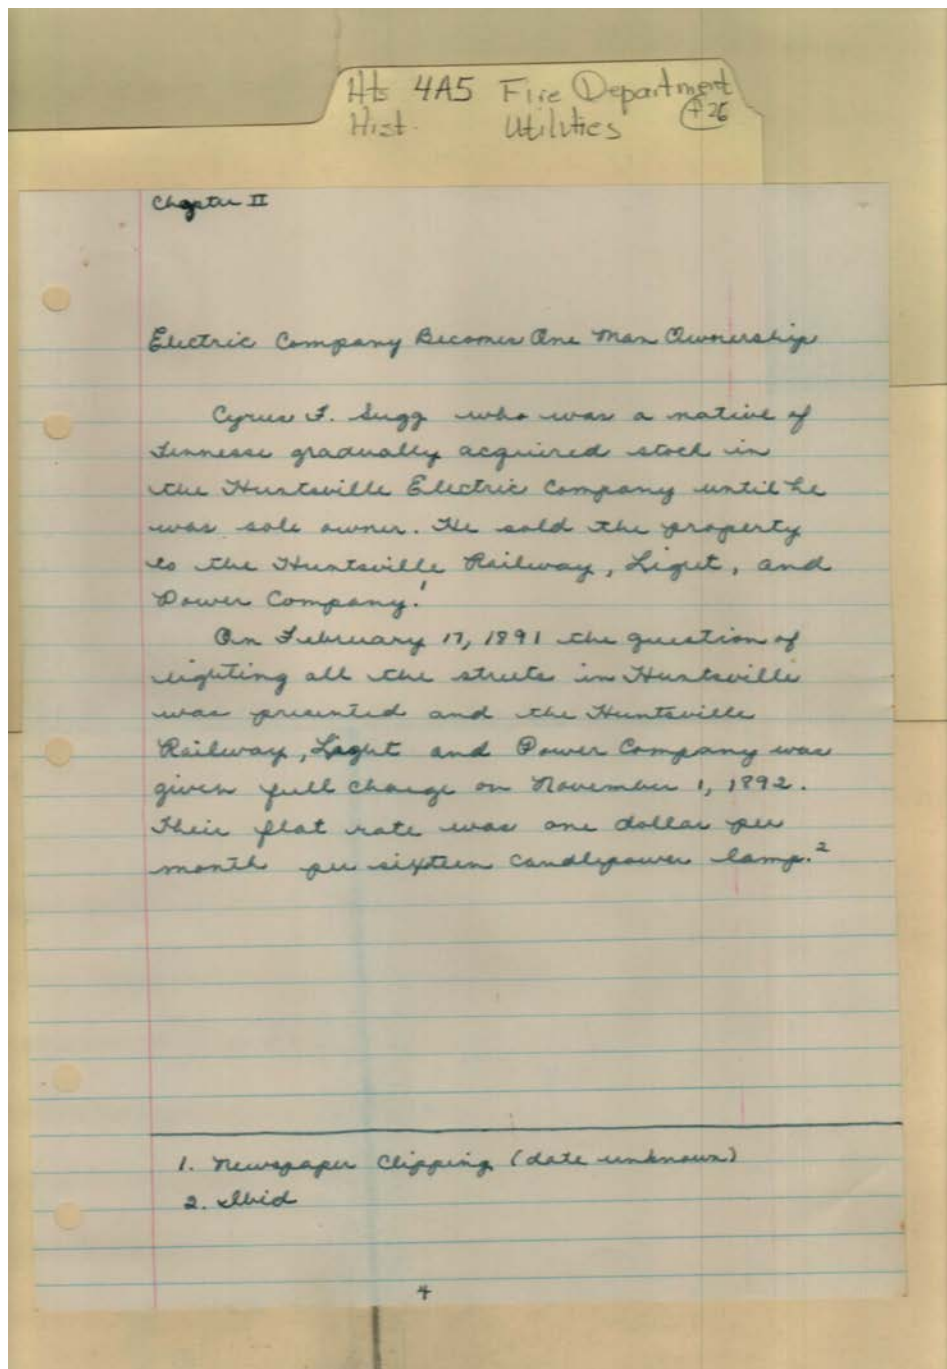 Hts 4A5 Fire Department
Hist. Utilities +26
Chapter II
Electric Company Becomes One Man Ownership
Cyrus F. Sugg who was a native of
Tennesse gradually acquired stock in
the Huntsville Electric Company until he
was sole owner. He sold the property
to the Huntsville Railway, Light, and
Power Company.¹
On February 17, 1891 the question of
lighting all the streets in Huntsville
was presented and the Huntsville
Railway, Light and Power Company was
given full charge on November 1, 1892.
Their flat rate was one dollar per
month per sixteen candlepower lamp.²
1. Newspaper Clipping (date unknown)
2. Ibid
4